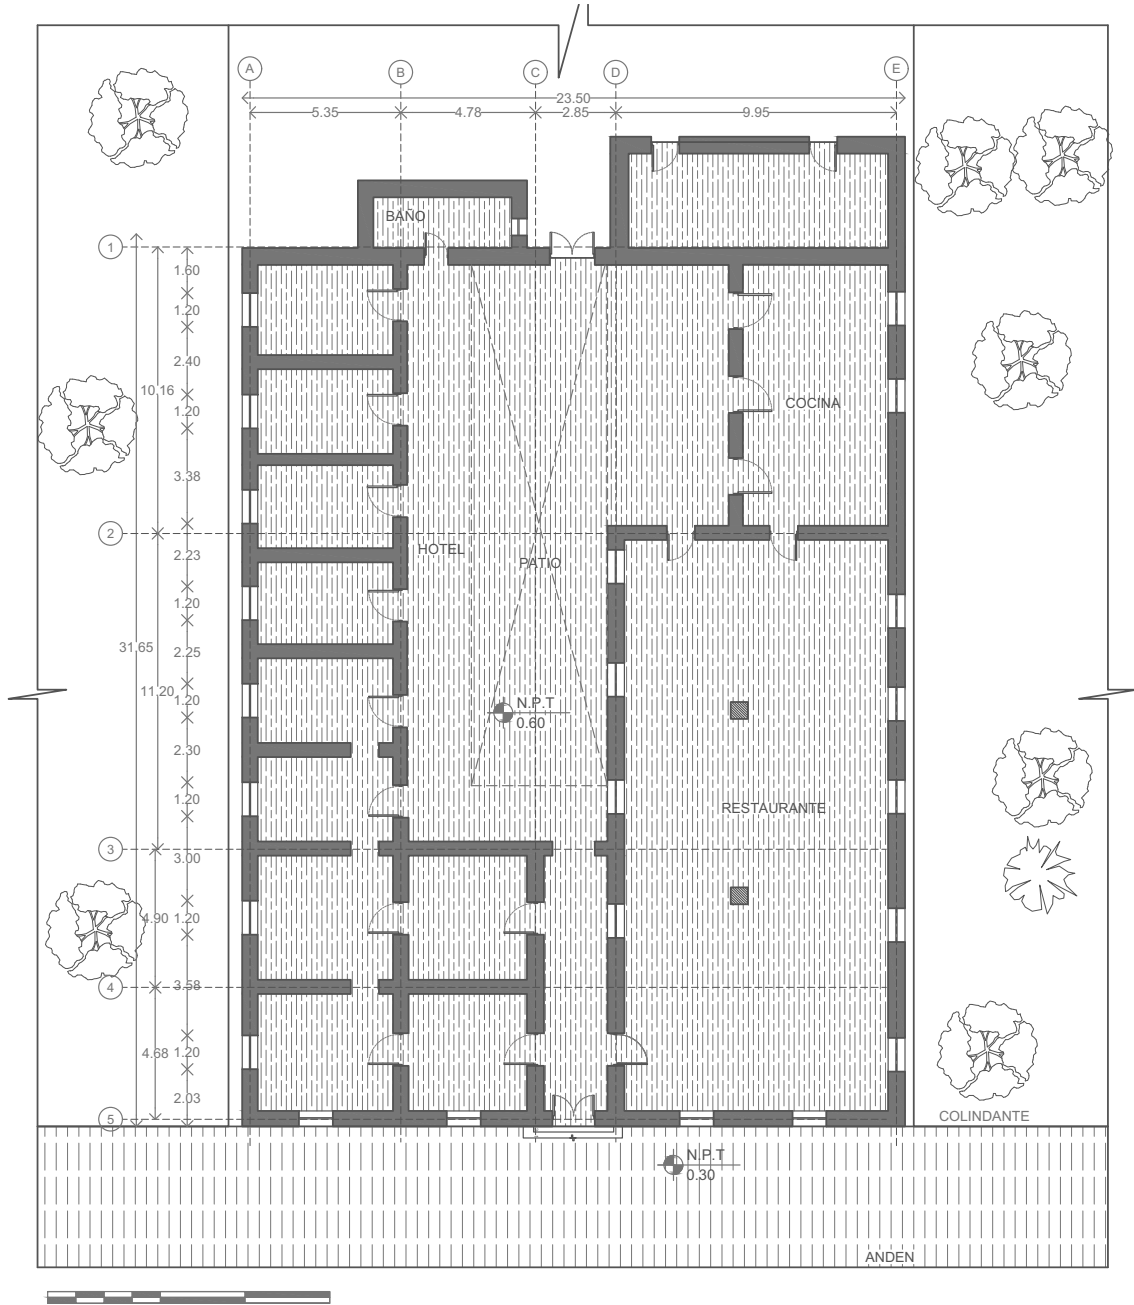 A
B
C
D
E
23.50
5.35
4.78
2.85
9.95
BAÑO
1
1.60
1.20
2.40
10.16
1.20
COCINA
3.38
2
HOTEL
2.23
PATIO
1.20
31.65
2.25
11.20
1.20
N.P.T
0.60
2.30
1.20
RESTAURANTE
3
3.00
4.90
1.20
4
3.58
4.68
1.20
2.03
5
COLINDANTE
N.P.T
0.30
ANDEN